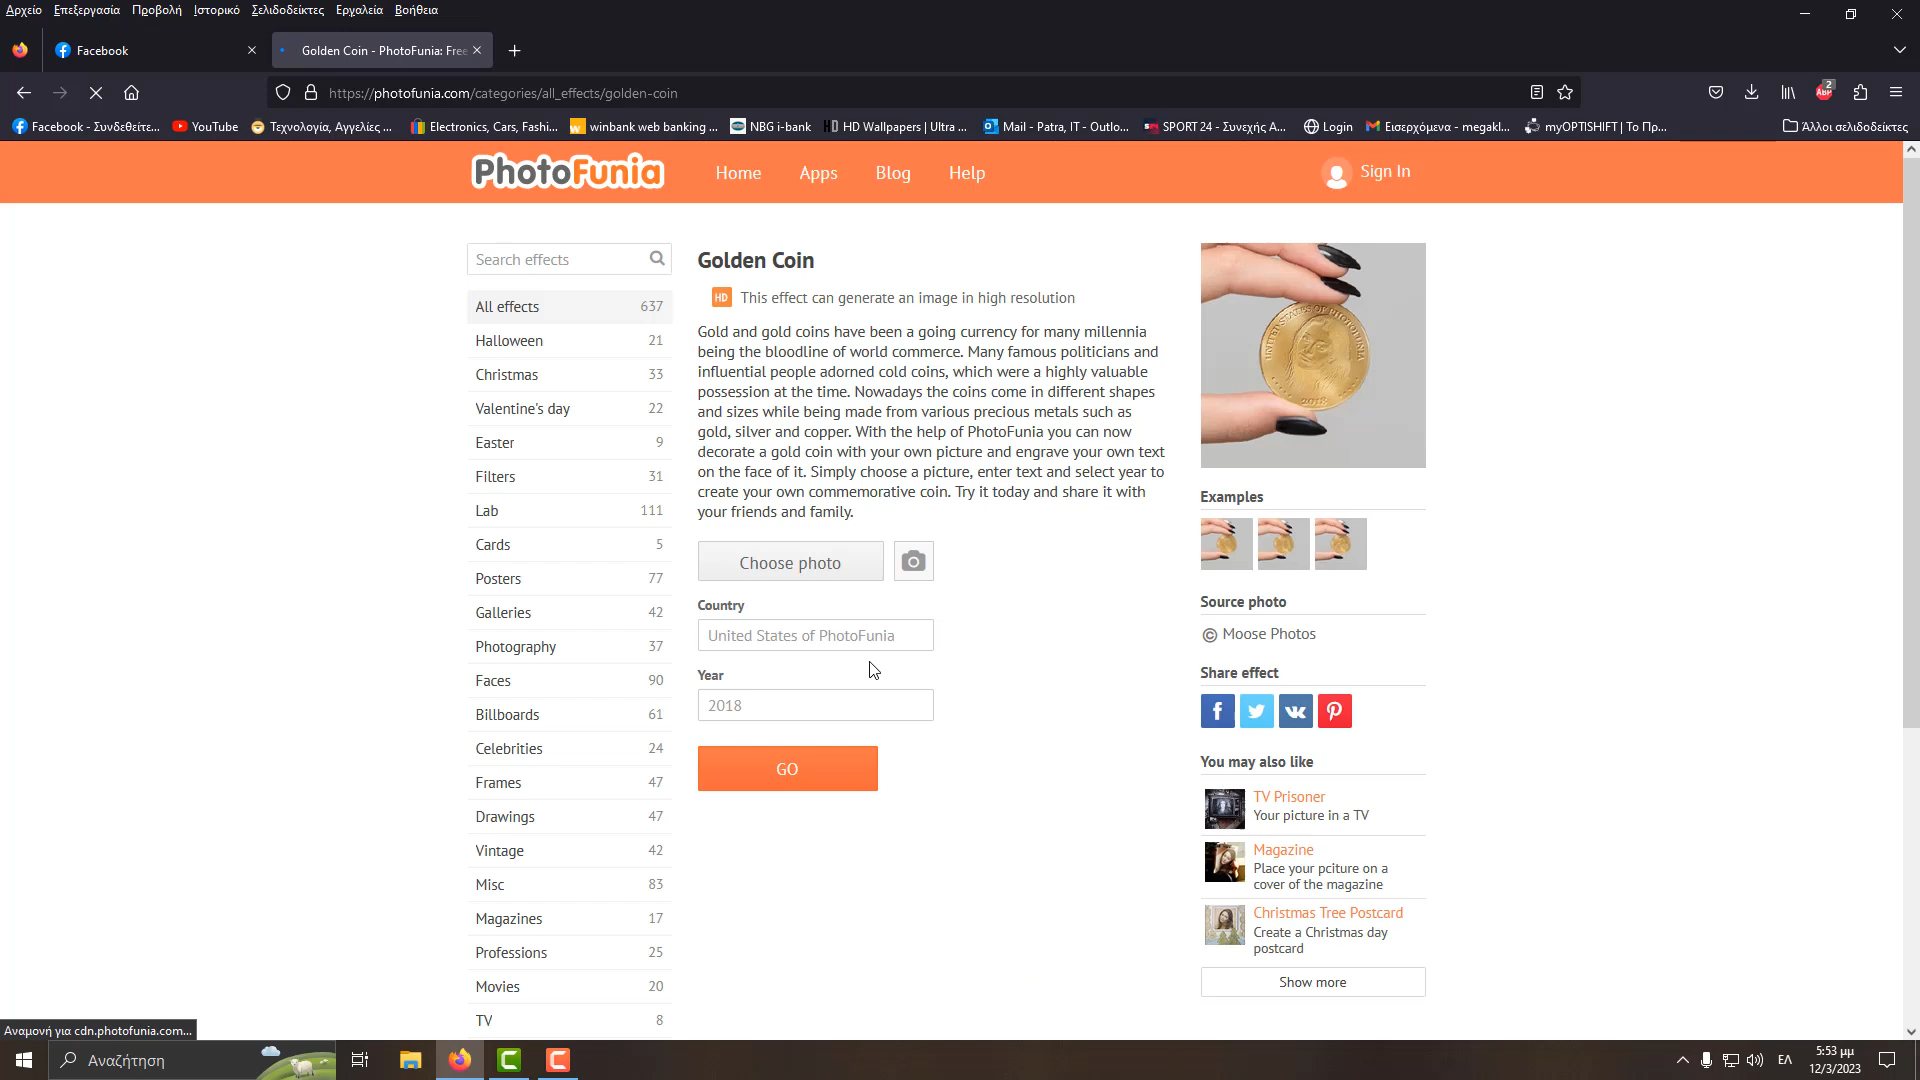 Αρχείο Επεξεργασία Προβολή Ιστορικό Σελιδοδείκτες Εργαλεία Βοήθεια
Facebook
Golden Coin - PhotoFunia: Free
https://photofunia.com/categories/all_effects/golden-coin
2
ABP
Facebook - Συνδεθείτε...
YouTube
Τεχνολογία, Αγγελίες ...
Electronics, Cars, Fashi...
winbank web banking ...
NBG i-bank
HD Wallpapers | Ultra ...
Mail - Patra, IT - Outlo...
SPORT 24 - Συνεχής Α...
Login
Εισερχόμενα - megakl...
myOPTISHIFT | Το Πρ...
Άλλοι σελιδοδείκτες
PhotoFunia
Home
Apps
Blog
Help
Sign In
Search effects
All effects 637
Halloween 21
Christmas 33
Valentine's day 22
Easter 9
Filters 31
Lab 111
Cards 5
Posters 77
Galleries 42
Photography 37
Faces 90
Billboards 61
Celebrities 24
Frames 47
Drawings 47
Vintage 42
Misc 83
Magazines 17
Professions 25
Movies 20
TV 8
Golden Coin
HD This effect can generate an image in high resolution
Gold and gold coins have been a going currency for many millennia
being the bloodline of world commerce. Many famous politicians and
influential people adorned cold coins, which were a highly valuable
possession at the time. Nowadays the coins come in different shapes
and sizes while being made from various precious metals such as
gold, silver and copper. With the help of PhotoFunia you can now
decorate a gold coin with your own picture and engrave your own text
on the face of it. Simply choose a picture, enter text and select year to
create your own commemorative coin. Try it today and share it with
your friends and family.
Choose photo
Country
United States of PhotoFunia
Year
2018
GO
UNITED STATES OF PHOTOFUNIA
2018
Examples
Source photo
© Moose Photos
Share effect
You may also like
TV Prisoner
Your picture in a TV
Magazine
Place your pciture on a
cover of the magazine
Christmas Tree Postcard
Create a Christmas day
postcard
Show more
Αναμονή για cdn.photofunia.com...
Αναζήτηση
ΕΛ
5:53 μμ
12/3/2023